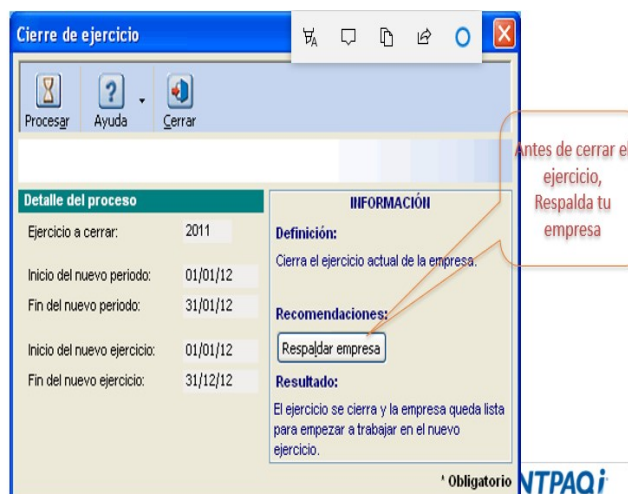 Cierre de ejercicio
Procesar Ayuda Cerrar
Detalle del proceso
Ejercicio a cerrar: 2011
Inicio del nuevo periodo: 01/01/12
Fin del nuevo periodo: 31/01/12
Inicio del nuevo ejercicio: 01/01/12
Fin del nuevo ejercicio: 31/12/12
INFORMACIÓN
Definición:
Cierra el ejercicio actual de la empresa.
Recomendaciones:
Respaldar empresa
Resultado:
El ejercicio se cierra y la empresa queda lista
para empezar a trabajar en el nuevo
ejercicio.
* Obligatorio
Antes de cerrar el
ejercicio,
Respalda tu
empresa
NTPAQi